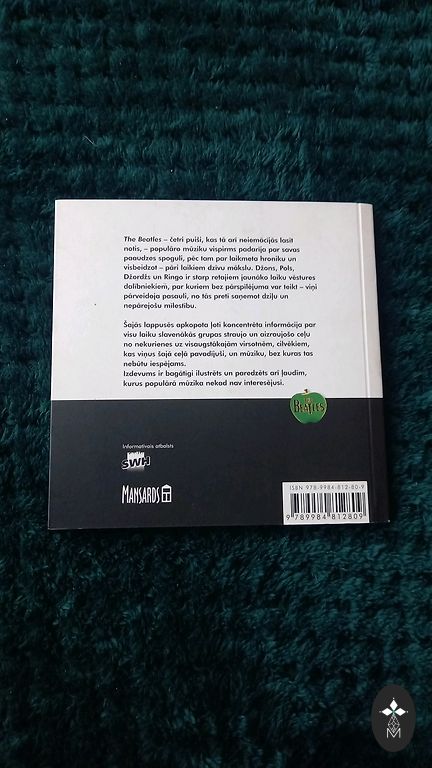 The Beatles – četri puiši, kas tā arī neiemācījās lasīt
notis, – populāro mūziku vispirms padarīja par savas
paaudzes spoguli, pēc tam par laikmeta hroniku un
visbeidzot – pāri laikiem dzīvu mākslu. Džons, Pols,
Džordžs un Ringo ir starp retajiem jaunāko laiku vēstures
dalībniekiem, par kuriem bez pārspīlējuma var teikt – viņi
pārveidoja pasauli, no tās pretī saņemot dziļu un
nepārejošu mīlestību.
Šajās lappusēs apkopota ļoti koncentrēta informācija par
visu laiku slavenākās grupas straujo un aizraujošo ceļu
no nekurienes uz visaugstākajām virsotnēm, cilvēkiem,
kas viņus šajā ceļā pavadījuši, un mūziku, bez kuras tas
nebūtu iespējams.
Izdevums ir bagātīgi ilustrēts un paredzēts arī ļaudīm,
kurus populārā mūzika nekad nav interesējusi.
THE
BEATLES
Informatīvais atbalsts
SWH
MANSARDS
ISBN 978-9984-812-80-9
9 789984 812809
M